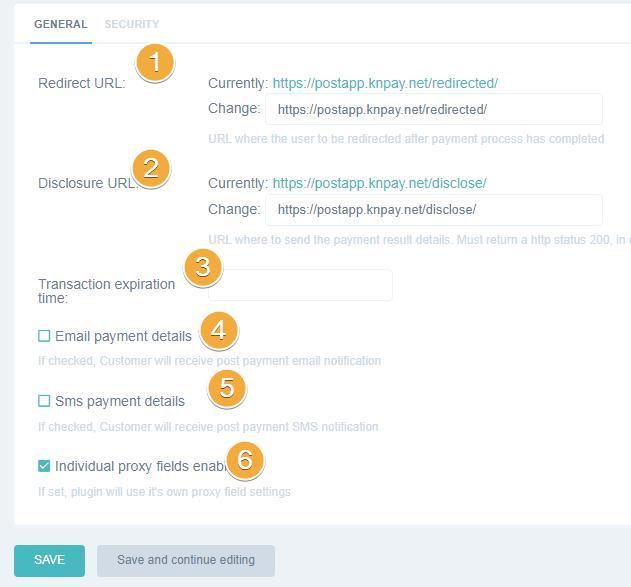 GENERAL SECURITY
1
Redirect URL: Currently: https://postapp.knpay.net/redirected/
Change: https://postapp.knpay.net/redirected/
URL where the user to be redirected after payment process has completed
2
Disclosure URL: Currently: https://postapp.knpay.net/disclose/
Change: https://postapp.knpay.net/disclose/
URL where to send the payment result details. Must return a http status 200, in
3
Transaction expiration
time:
Email payment details 4
If checked, Customer will receive post payment email notification
Sms payment details 5
If checked, Customer will receive post payment SMS notification
Individual proxy fields 6
If set, plugin will use it's own proxy field settings
SAVE Save and continue editing